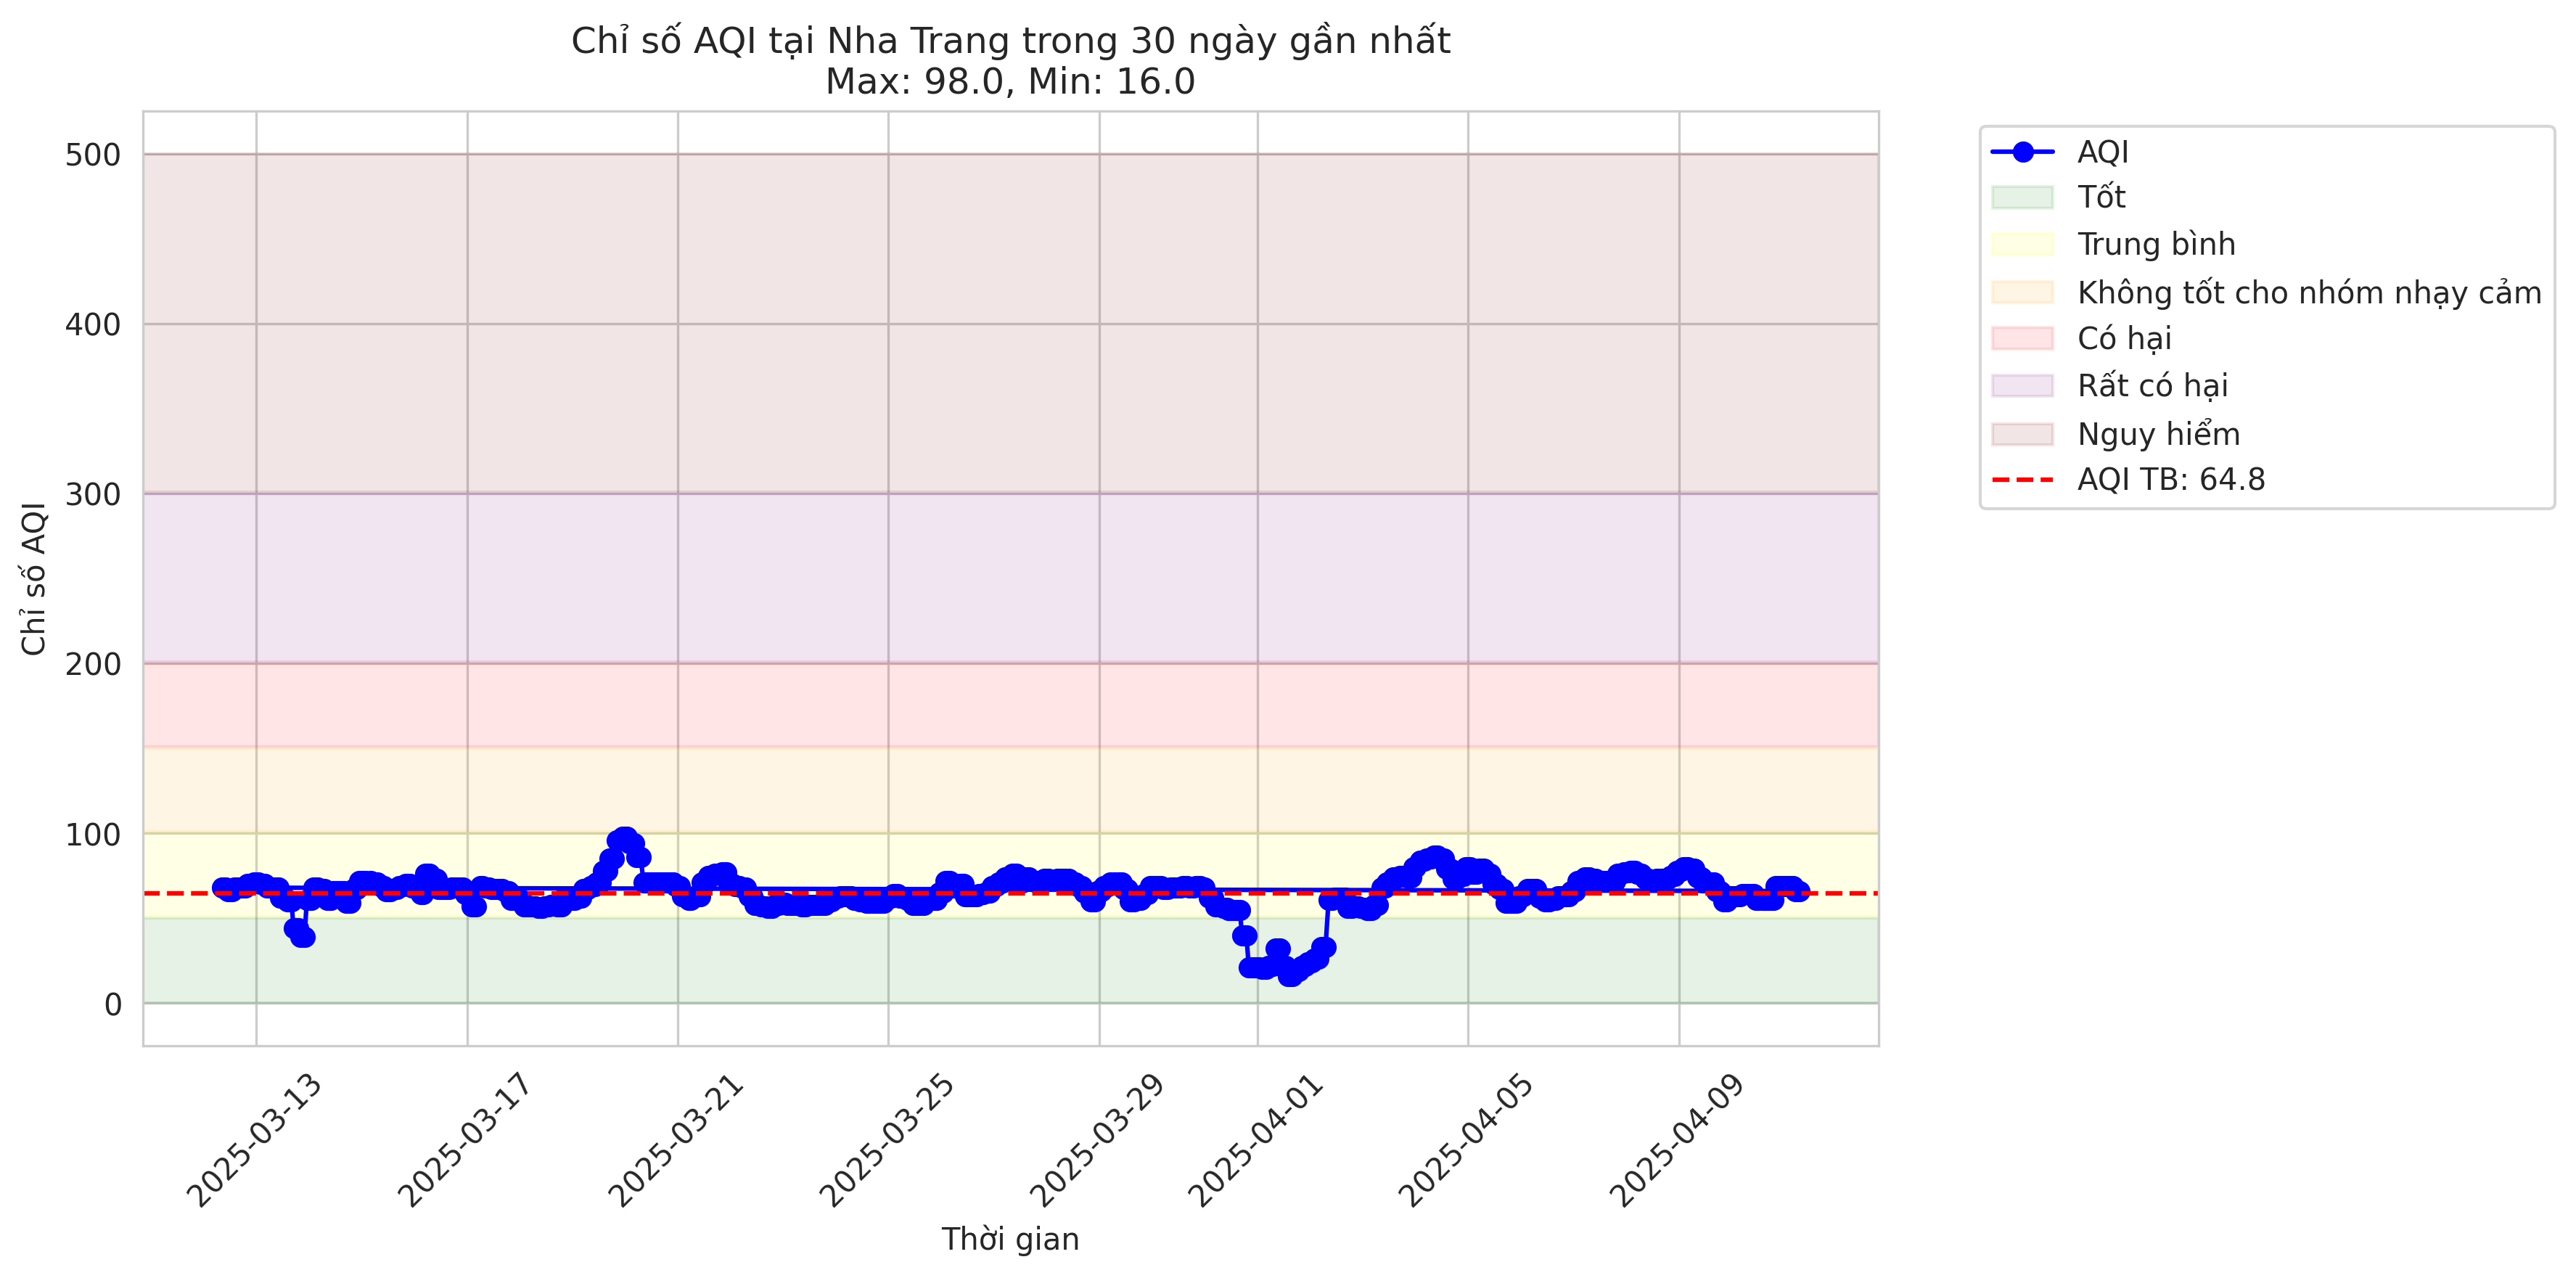 Chỉ số AQI tại Nha Trang trong 30 ngày gần nhất
Max: 98.0, Min: 16.0
Chỉ số AQI
500
400
300
200
100
0
2025-03-13
2025-03-17
2025-03-21
2025-03-25
2025-03-29
2025-04-01
2025-04-05
2025-04-09
Thời gian
AQI
Tốt
Trung bình
Không tốt cho nhóm nhạy cảm
Có hại
Rất có hại
Nguy hiểm
AQI TB: 64.8